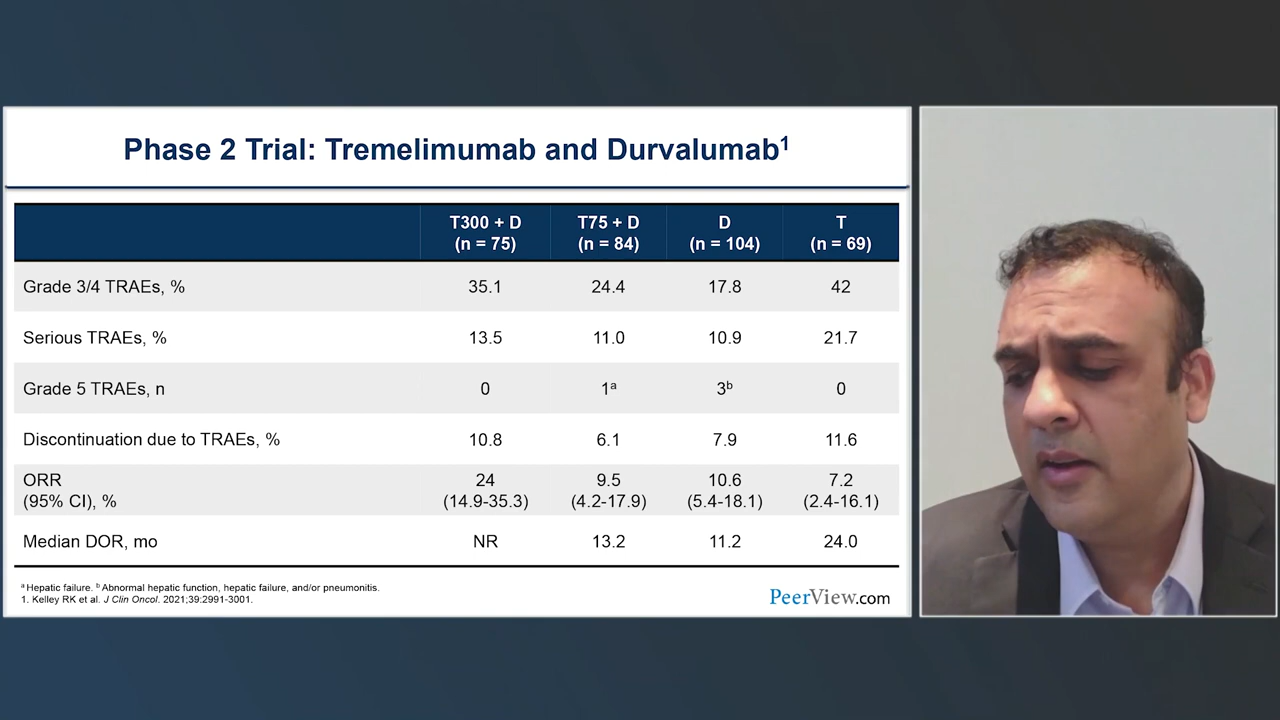 Phase 2 Trial: Tremelimumab and Durvalumab¹
T300 + D T75 + D D T
(n = 75) (n = 84) (n = 104) (n = 69)
Grade 3/4 TRAEs, % 35.1 24.4 17.8 42
Serious TRAEs, % 13.5 11.0 10.9 21.7
Grade 5 TRAEs, n 0 1ᵃ 3ᵇ 0
Discontinuation due to TRAEs, % 10.8 6.1 7.9 11.6
ORR 24 9.5 10.6 7.2
(95% CI), % (14.9-35.3) (4.2-17.9) (5.4-18.1) (2.4-16.1)
Median DOR, mo NR 13.2 11.2 24.0
ᵃ Hepatic failure. ᵇ Abnormal hepatic function, hepatic failure, and/or pneumonitis.
1. Kelley RK et al. J Clin Oncol. 2021;39:2991-3001.
PeerView.com